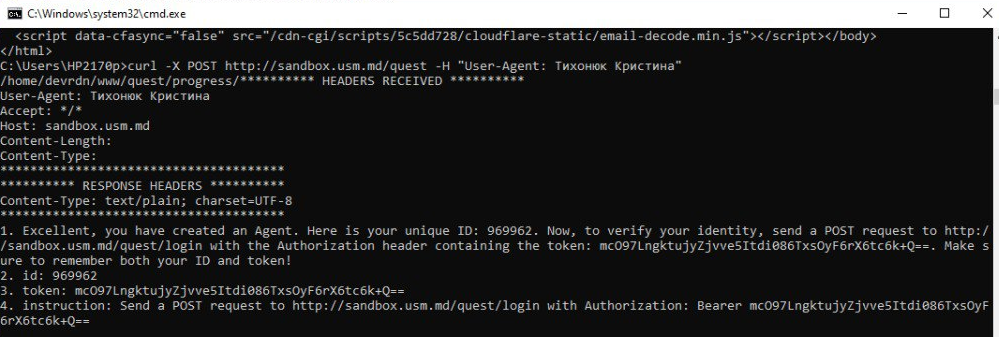 C:\Windows\system32\cmd.exe
<script data-cfasync="false" src="/cdn-cgi/scripts/5c5dd728/cloudflare-static/email-decode.min.js"></script></body>
</html>
C:\Users\HP2170p>curl -X POST http://sandbox.usm.md/quest -H "User-Agent: Тихонюк Кристина"
/home/devrdn/www/quest/progress/********** HEADERS RECEIVED **********
User-Agent: Тихонюк Кристина
Accept: */*
Host: sandbox.usm.md
Content-Length:
Content-Type:
**************************************
********** RESPONSE HEADERS **********
Content-Type: text/plain; charset=UTF-8
**************************************
1. Excellent, you have created an Agent. Here is your unique ID: 969962. Now, to verify your identity, send a POST request to http:/
/sandbox.usm.md/quest/login with the Authorization header containing the token: mcO97LngktujyZjvve5Itdi086TxsOyF6rX6tc6k+Q==. Make s
ure to remember both your ID and token!
2. id: 969962
3. token: mcO97LngktujyZjvve5Itdi086TxsOyF6rX6tc6k+Q==
4. instruction: Send a POST request to http://sandbox.usm.md/quest/login with Authorization: Bearer mcO97LngktujyZjvve5Itdi086TxsOyF
6rX6tc6k+Q==